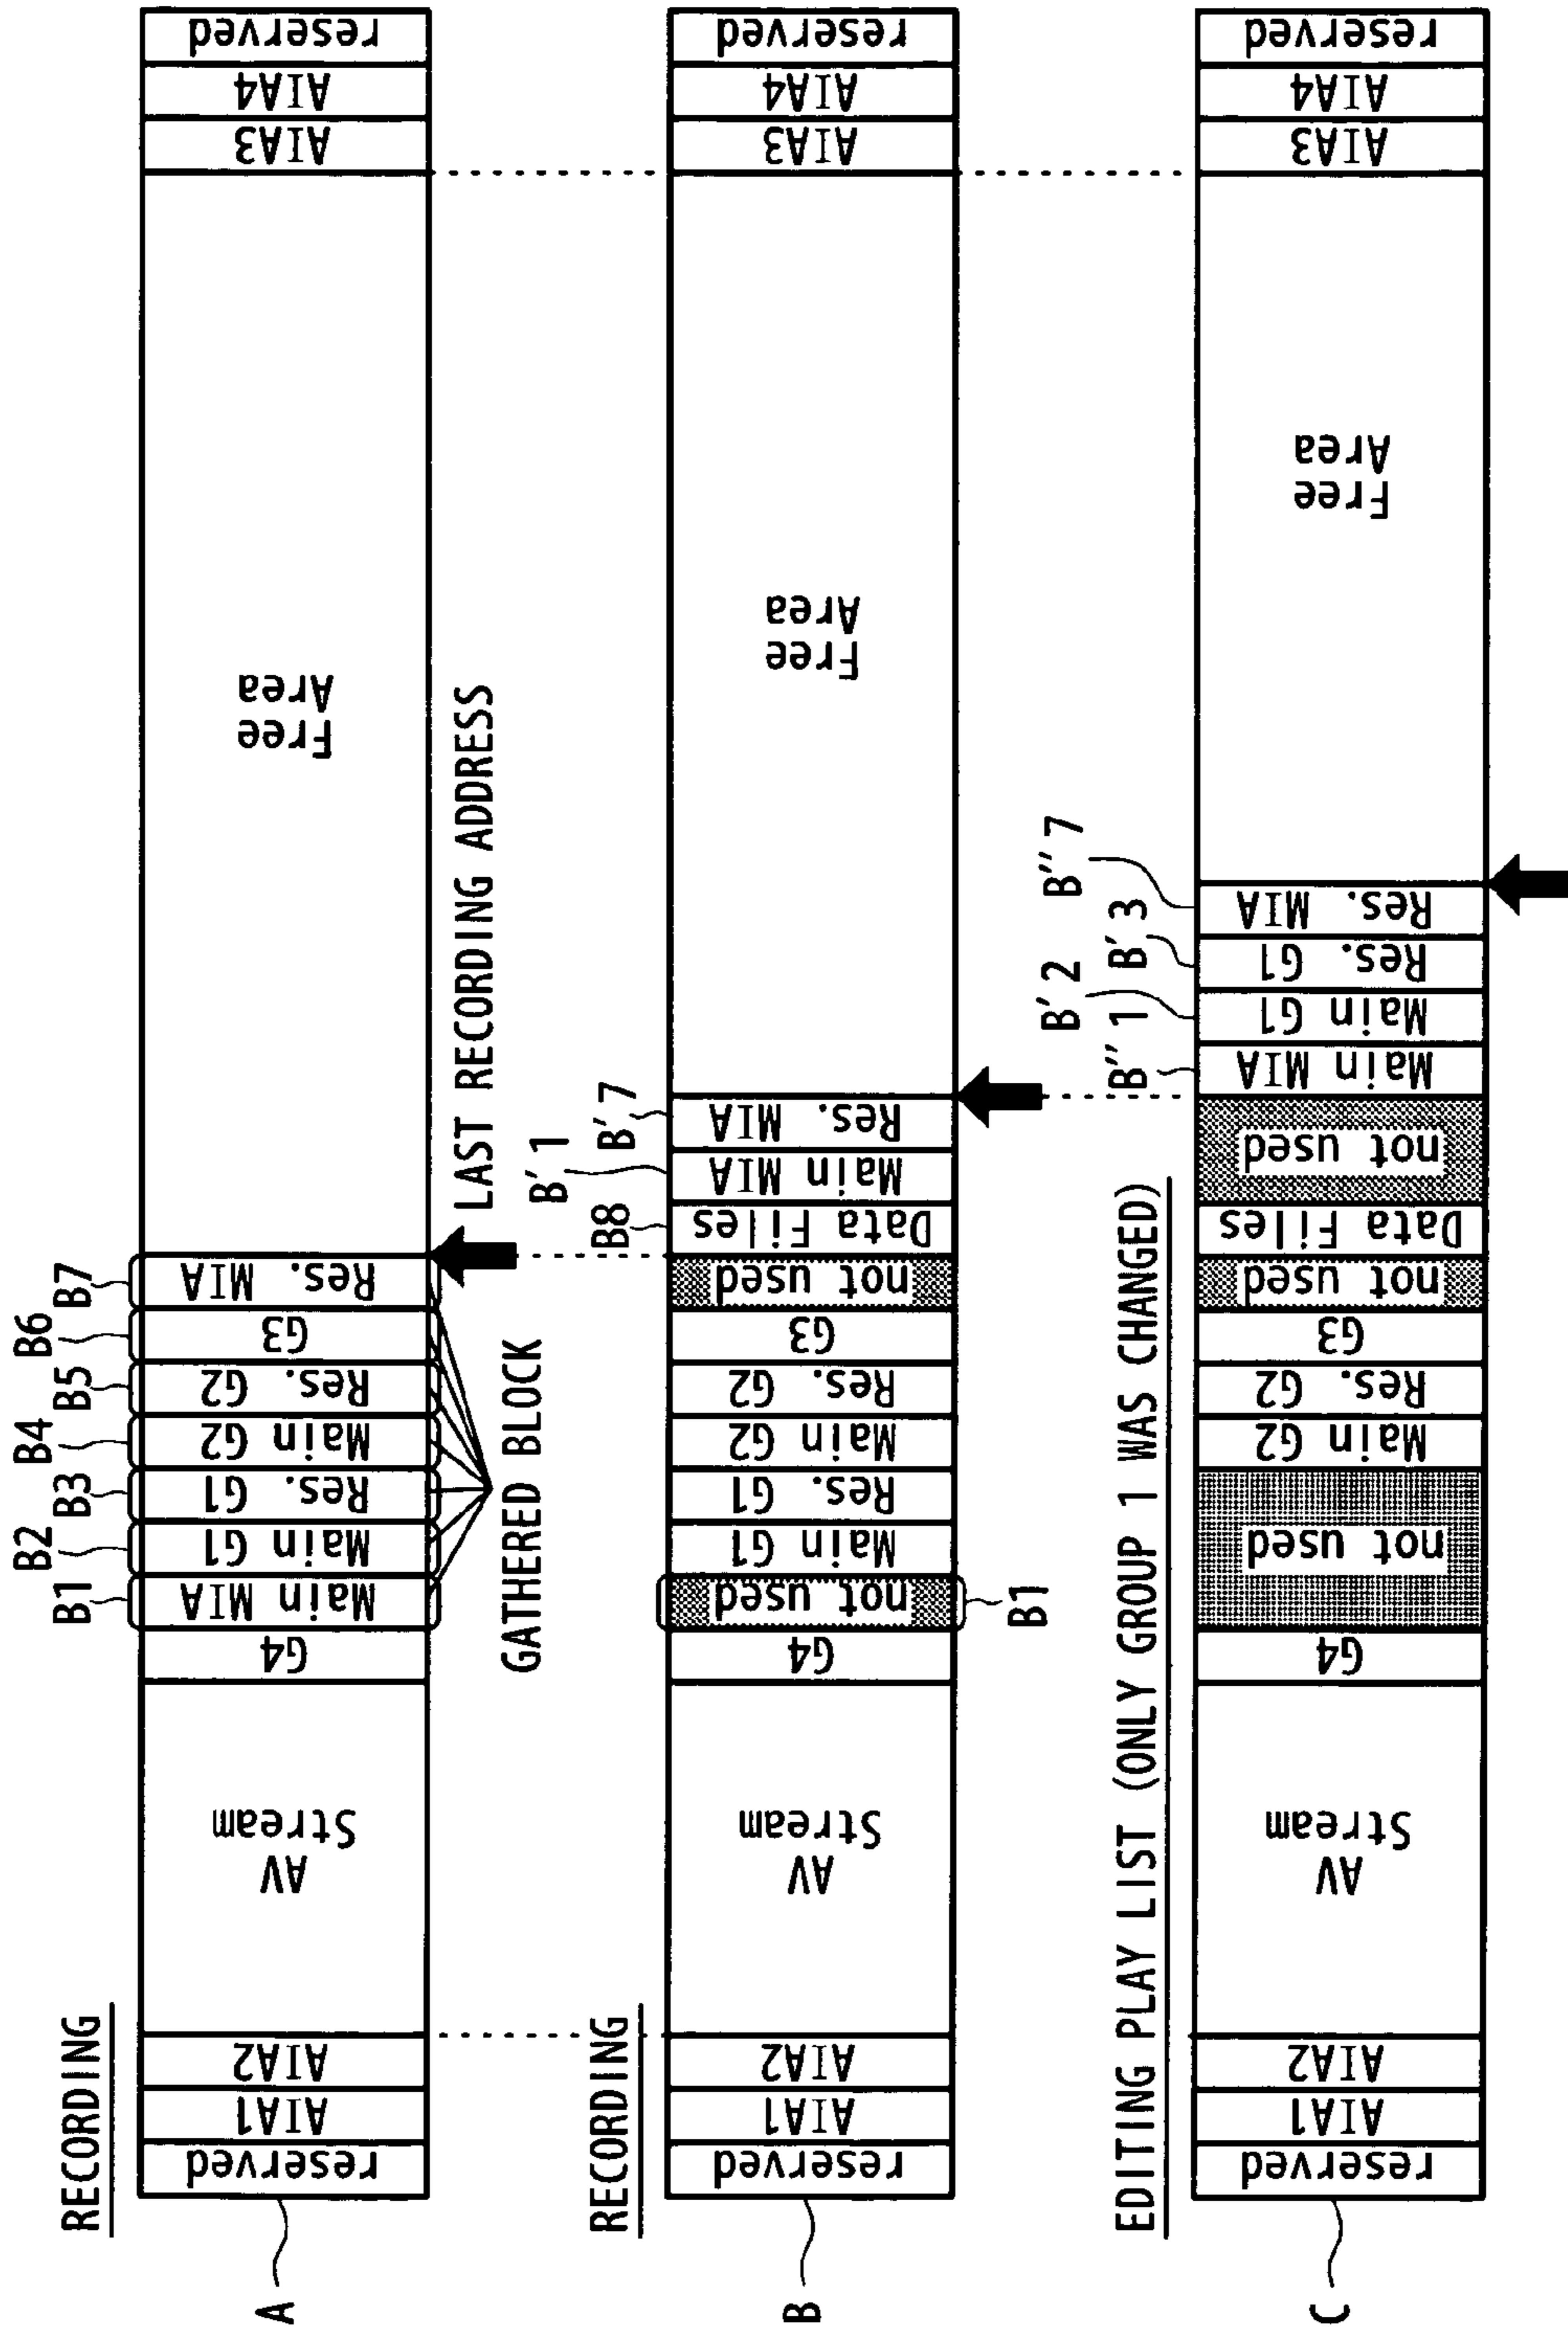 RECORDING
B1
B2
B3
B4
B5
B6
B7
A
reserved
AIA1
AIA2
AV
Stream
G4
Main MIA
Main G1
Res. G1
Main G2
Res. G2
G3
Res. MIA
Free
Area
AIA3
AIA4
reserved
GATHERED BLOCK
LAST RECORDING ADDRESS
RECORDING
B8
B'1
B'7
B
reserved
AIA1
AIA2
AV
Stream
G4
not used
Main G1
Res. G1
Main G2
Res. G2
G3
not used
Data Files
Main MIA
Res. MIA
Free
Area
AIA3
AIA4
reserved
B1
EDITING PLAY LIST (ONLY GROUP 1 WAS CHANGED)
B''1
B'2
B'3
B''7
C
reserved
AIA1
AIA2
AV
Stream
G4
not used
Main G2
Res. G2
G3
not used
Data Files
not used
Main MIA
Main G1
Res. G1
Res. MIA
Free
Area
AIA3
AIA4
reserved